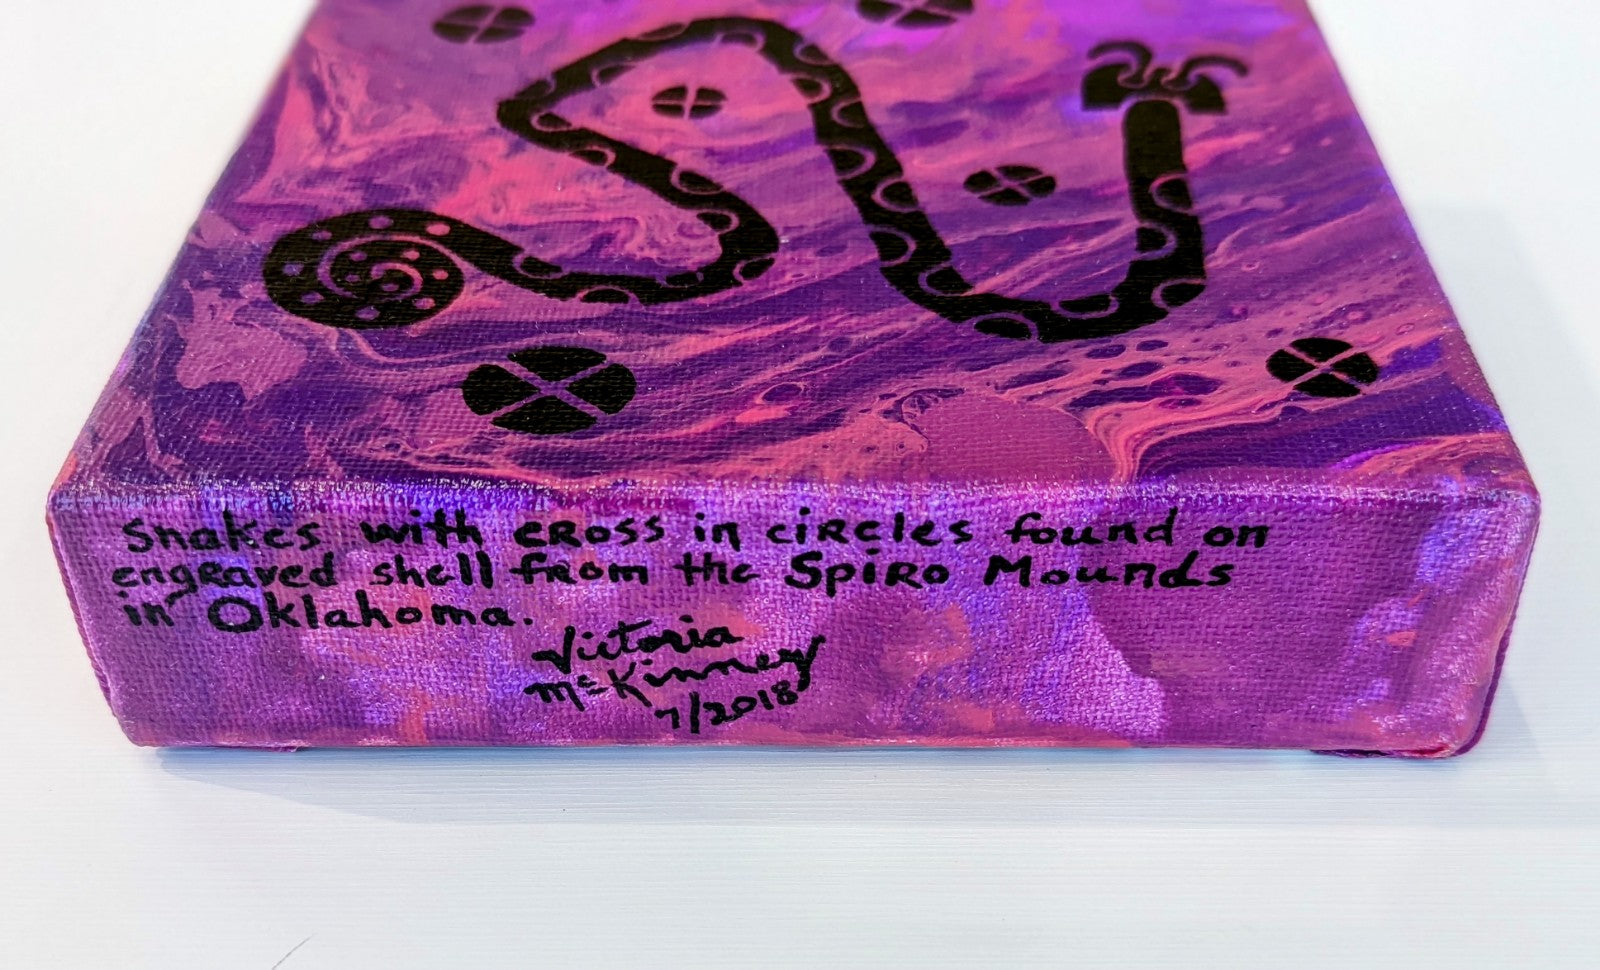 Snakes with cross in circles found on
engraved shell from the Spiro Mounds
in Oklahoma.
Victoria
McKinney
7/2018